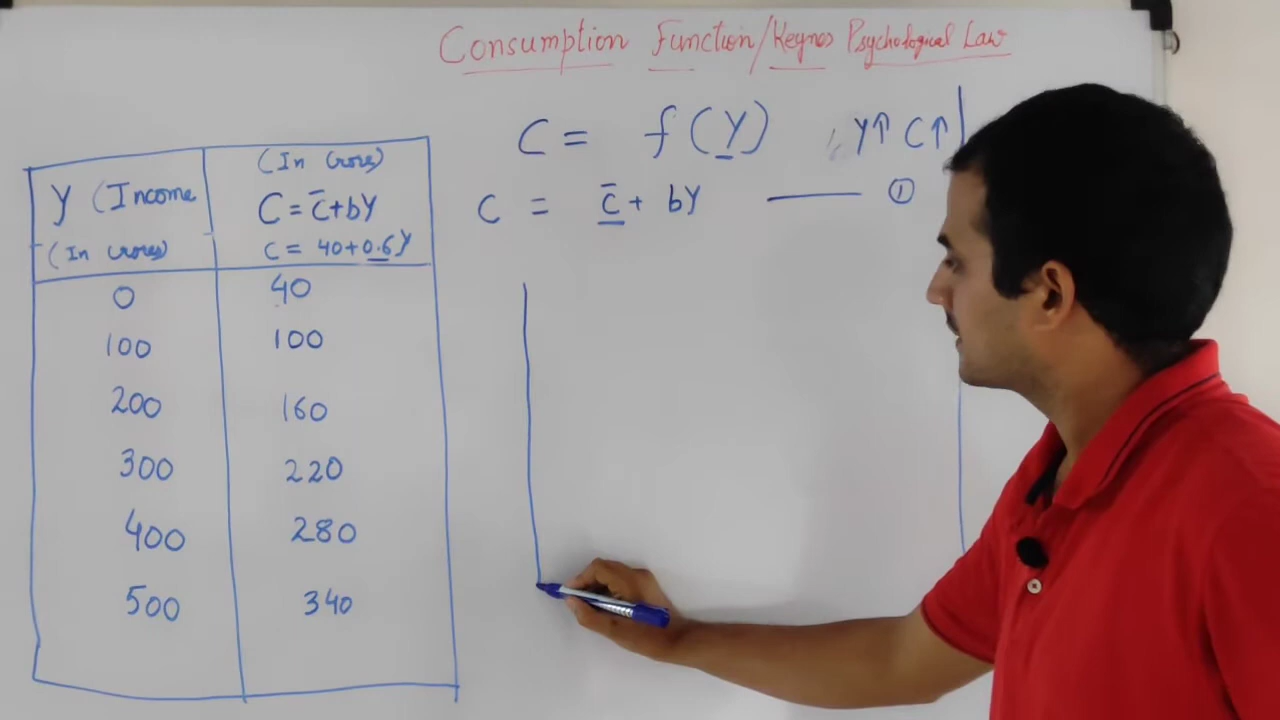 Consumption Function/Keynes Psychological Law
C = f(Y) , Y↑ C↑
C = C̅ + bY —— ①
Y (Income
(In crores)
(In Crore)
C = C̅+bY
C = 40+0.6Y
0 40
100 100
200 160
300 220
400 280
500 340